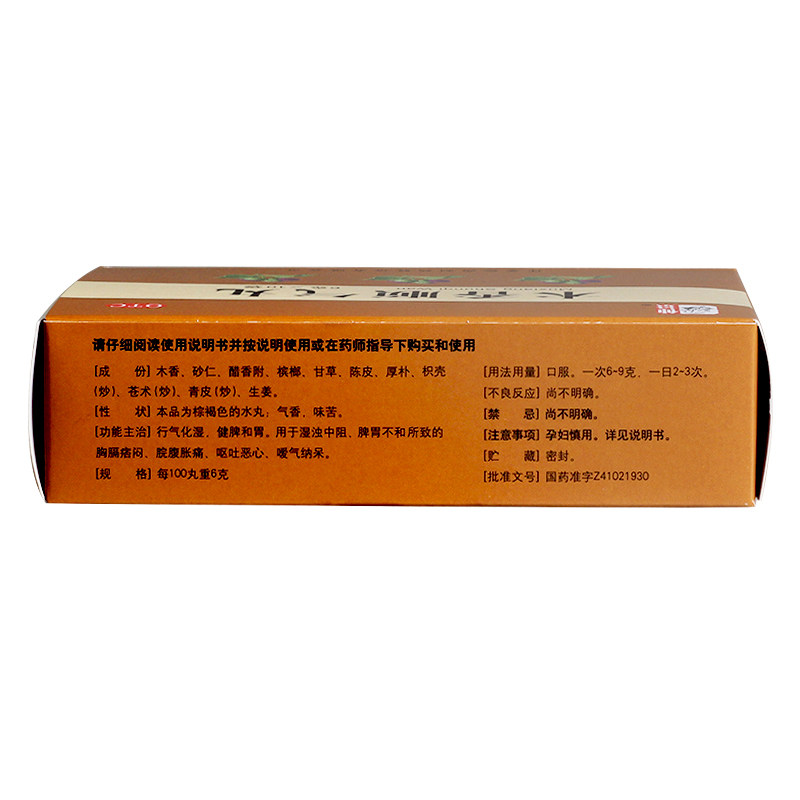 木香顺气丸
OTC
请仔细阅读使用说明书并按说明使用或在药师指导下购买和使用
[成 份] 木香、砂仁、醋香附、槟榔、甘草、陈皮、厚朴、枳壳
(炒)、苍术(炒)、青皮(炒)、生姜。
[性 状] 本品为棕褐色的水丸；气香，味苦。
[功能主治] 行气化湿，健脾和胃。用于湿浊中阻、脾胃不和所致的
胸膈痞闷、脘腹胀痛、呕吐恶心、嗳气纳呆。
[规 格] 每100丸重6克
[用法用量] 口服。一次6-9克，一日2-3次。
[不良反应] 尚不明确。
[禁 忌] 尚不明确。
[注意事项] 孕妇慎用。详见说明书。
[贮 藏] 密封。
[批准文号] 国药准字Z41021930